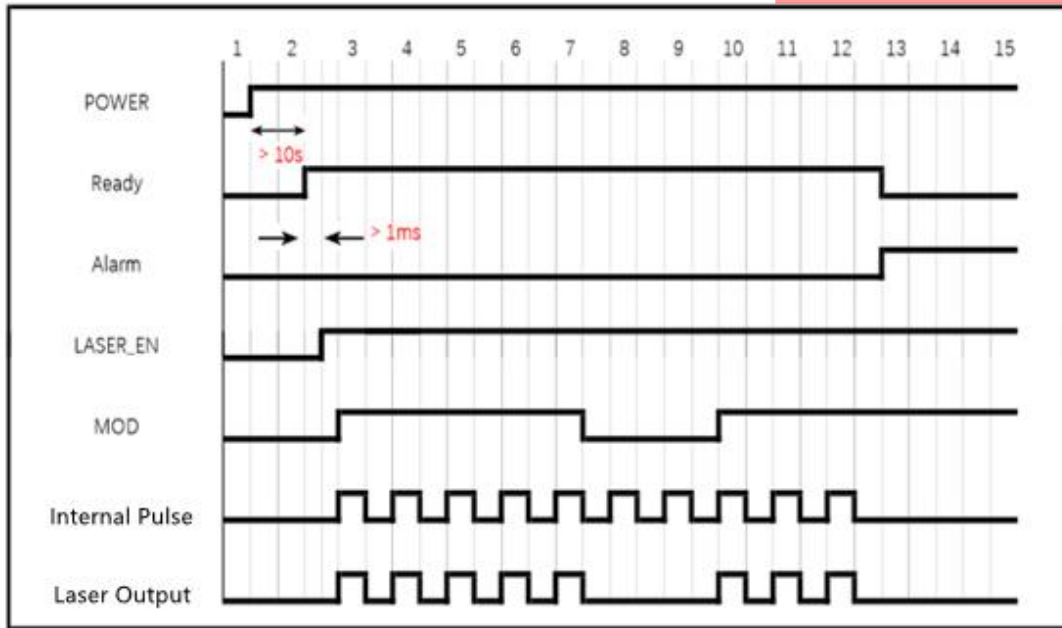 1 2 3 4 5 6 7 8 9 10 11 12 13 14 15
POWER
> 10s
Ready
> 1ms
Alarm
LASER_EN
MOD
Internal Pulse
Laser Output